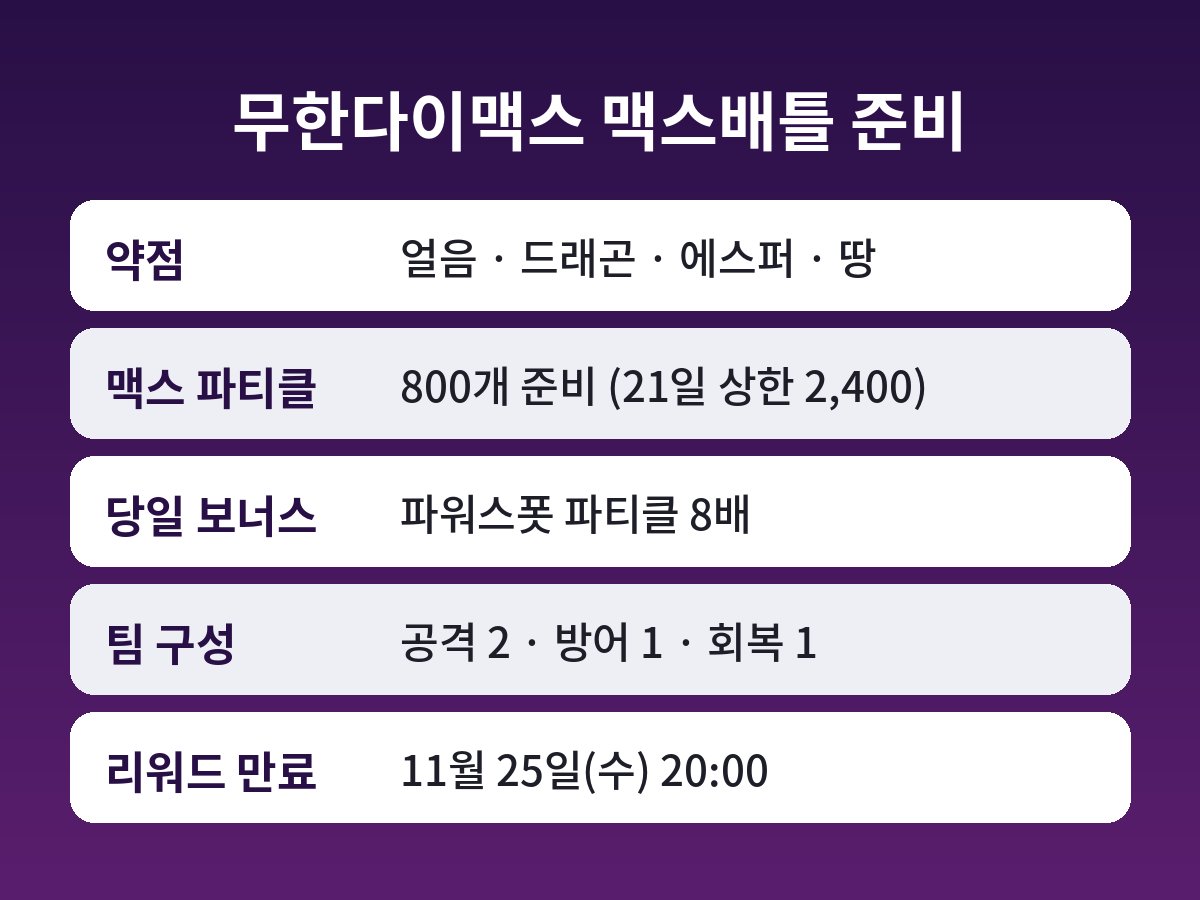 무한다이맥스 맥스배틀 준비
약점 얼음 · 드래곤 · 에스퍼 · 땅
맥스 파티클 800개 준비 (21일 상한 2,400)
당일 보너스 파워스폿 파티클 8배
팀 구성 공격 2 · 방어 1 · 회복 1
리워드 만료 11월 25일(수) 20:00